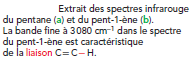 Extrait des spectres infrarouge
du pentane (a) et du pent-1-ène (b).
La bande fine à 3080 cm⁻¹ dans le spectre
du pent-1-ène est caractéristique
de la liaison C=C–H.